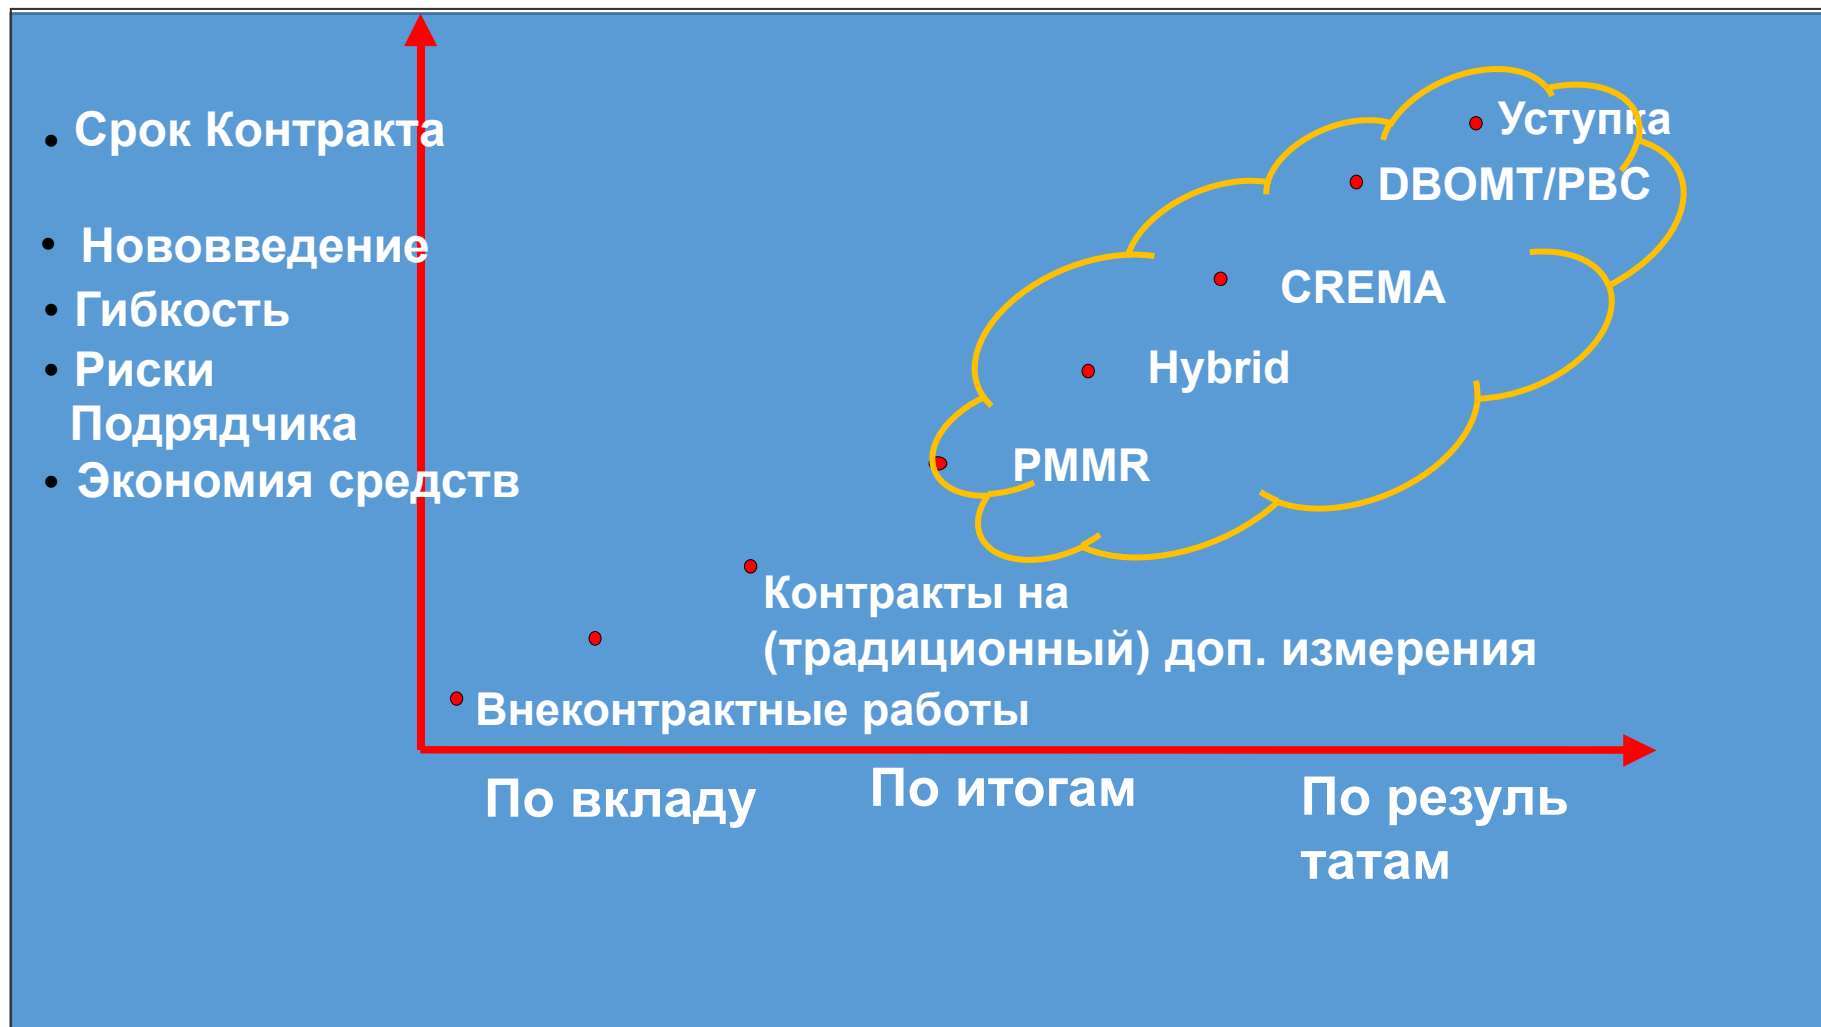 • Срок Контракта
• Нововведение
• Гибкость
• Риски
Подрядчика
• Экономия средств
Уступка
DBOMT/PBC
CREMA
Hybrid
PMMR
Контракты на
(традиционный) доп. измерения
Внеконтрактные работы
По вкладу
По итогам
По резуль
татам